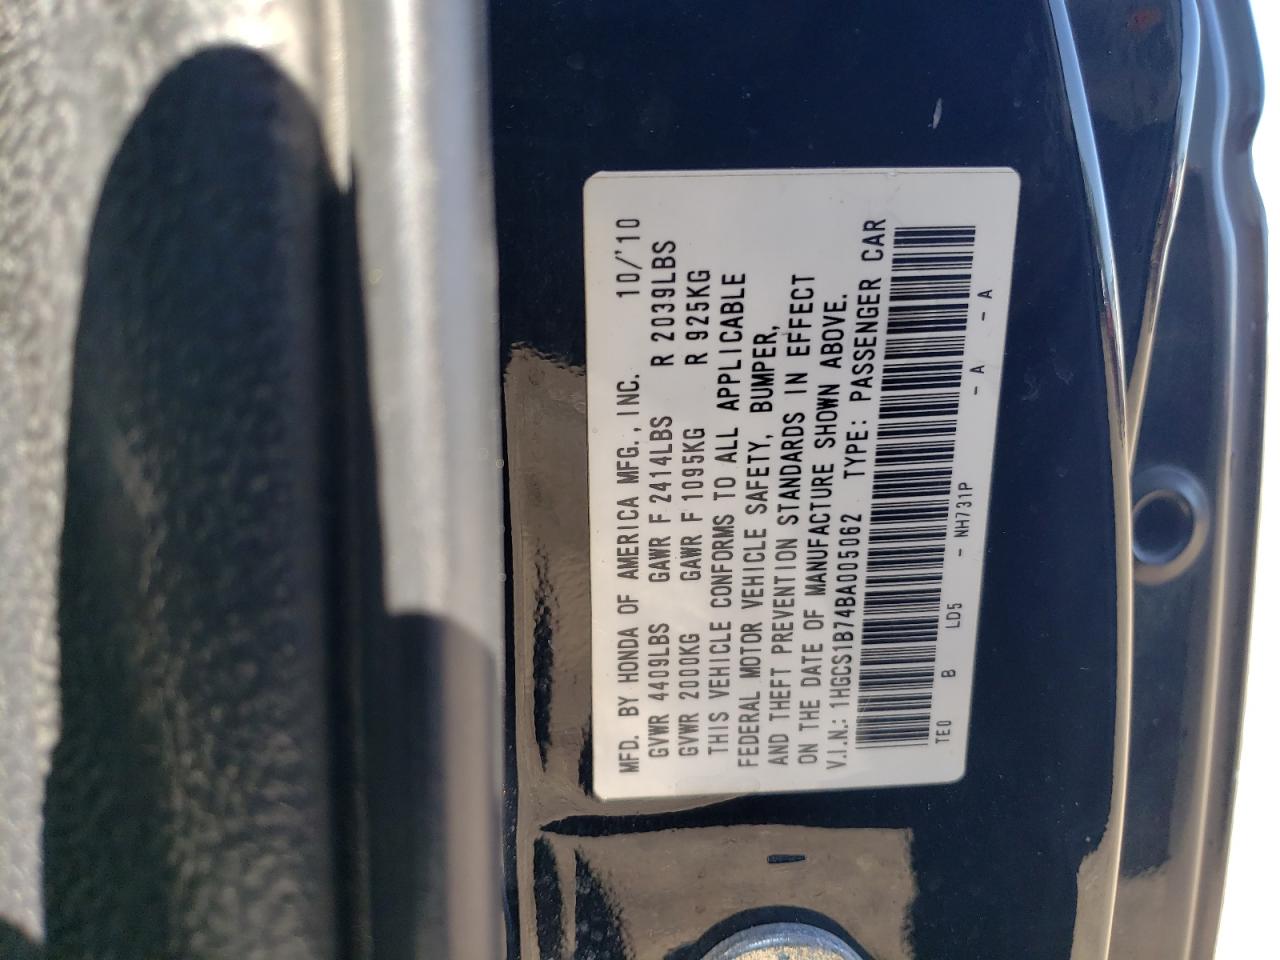 MFD. BY HONDA OF AMERICA MFG., INC. 10/'10
GVWR 4409LBS GAWR F 2414LBS R 2039LBS
GVWR 2000KG GAWR F 1095KG R 925KG
THIS VEHICLE CONFORMS TO ALL APPLICABLE
FEDERAL MOTOR VEHICLE SAFETY, BUMPER,
AND THEFT PREVENTION STANDARDS IN EFFECT
ON THE DATE OF MANUFACTURE SHOWN ABOVE.
V.I.N.: 1HGCS1B74BA005062 TYPE: PASSENGER CAR
TE0 B LD5 - NH731P - A - A